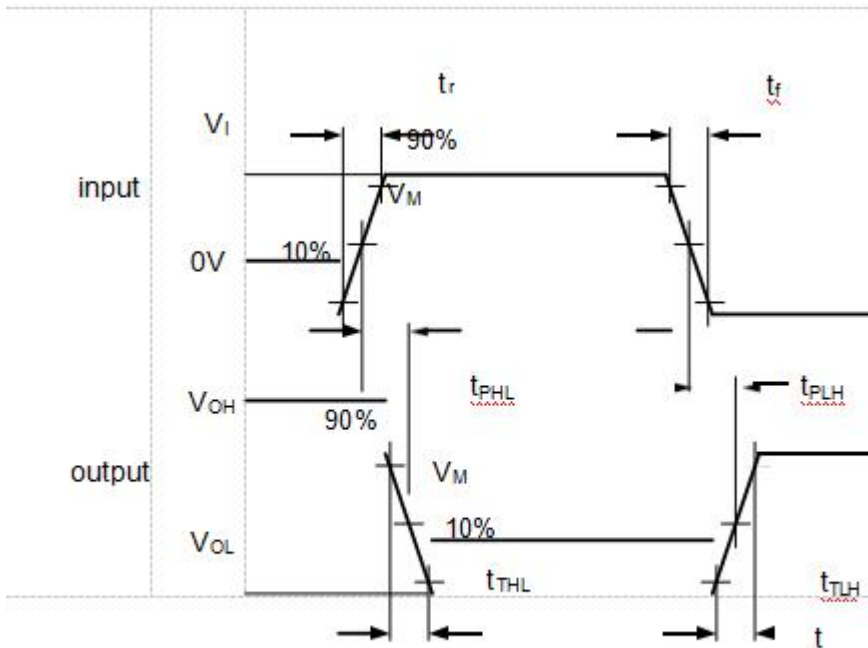 tr
tf
VI
90%
input
VM
0V
10%
tPHL
tPLH
VOH
90%
output
VM
VOL
10%
tTHL
tTLH
t